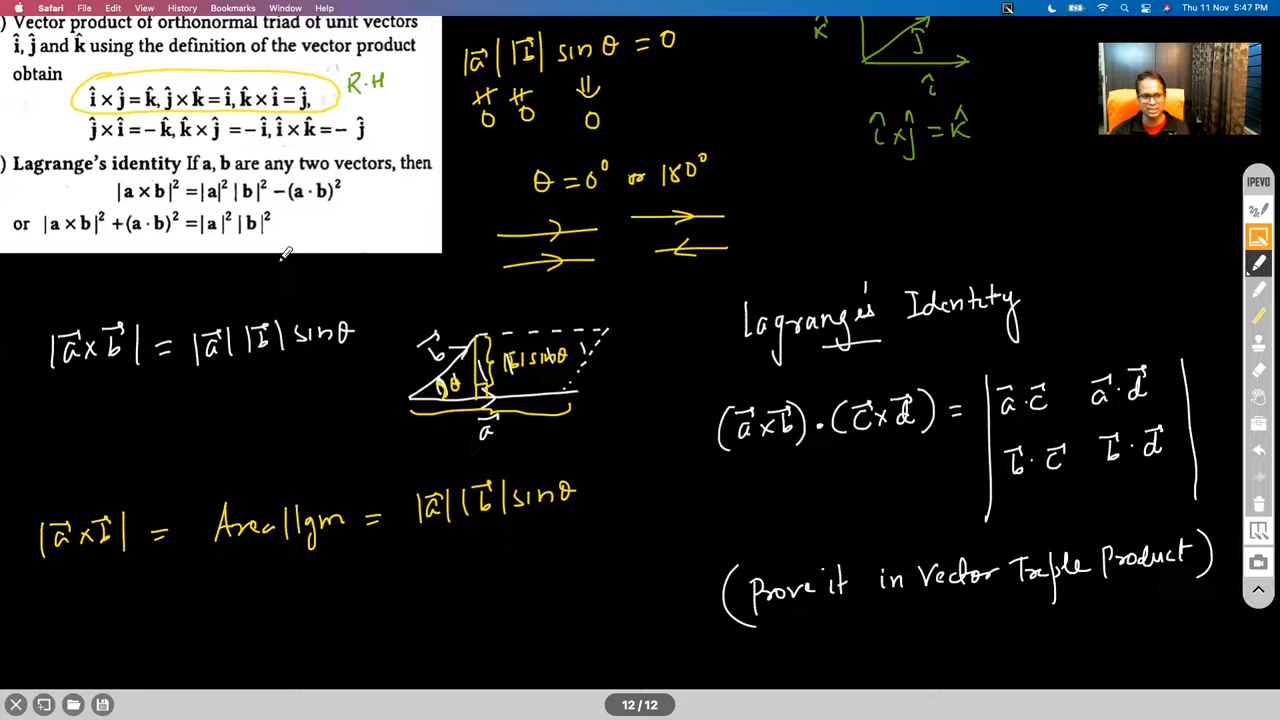 Safari File Edit View History Bookmarks Window Help
Thu 11 Nov 5:47 PM
) Vector product of orthonormal triad of unit vectors
î, ĵ and k̂ using the definition of the vector product
obtain
î × ĵ = k̂, ĵ × k̂ = î, k̂ × î = ĵ,
R.H
ĵ × î = −k̂, k̂ × ĵ = −î, î × k̂ = − ĵ
) Lagrange's identity If a, b are any two vectors, then
|a × b|² = |a|² |b|² − (a · b)²
or |a × b|² + (a · b)² = |a|² |b|²
|a⃗| |b⃗| sin θ = 0
0 0 0
θ = 0° or 180°
k̂
ĵ
î
î × ĵ = k̂
IPEVO
|a⃗ × b⃗| = |a⃗| |b⃗| sin θ
b⃗
θ
|b⃗| sin θ
a⃗
|a⃗ × b⃗| = Area ||gm = |a⃗| |b⃗| sin θ
Lagrange's Identity
(a⃗ × b⃗) · (c⃗ × d⃗) = | a⃗ · c⃗ a⃗ · d⃗ |
| b⃗ · c⃗ b⃗ · d⃗ |
(Prove it in Vector Traple Product)
12 / 12